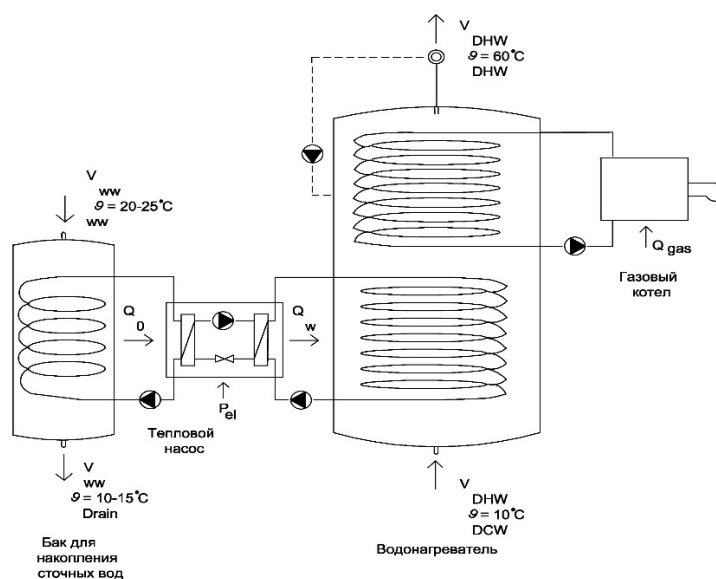 V
DHW
𝜗 = 60°C
DHW
V
ww
𝜗 = 20-25°C
ww
Q gas
Газовый
котел
Q
0
Q
w
P el
Тепловой
насос
V
ww
𝜗 = 10-15°C
Drain
V
DHW
𝜗 = 10°C
DCW
Бак для
накопления
сточных вод
Водонагреватель